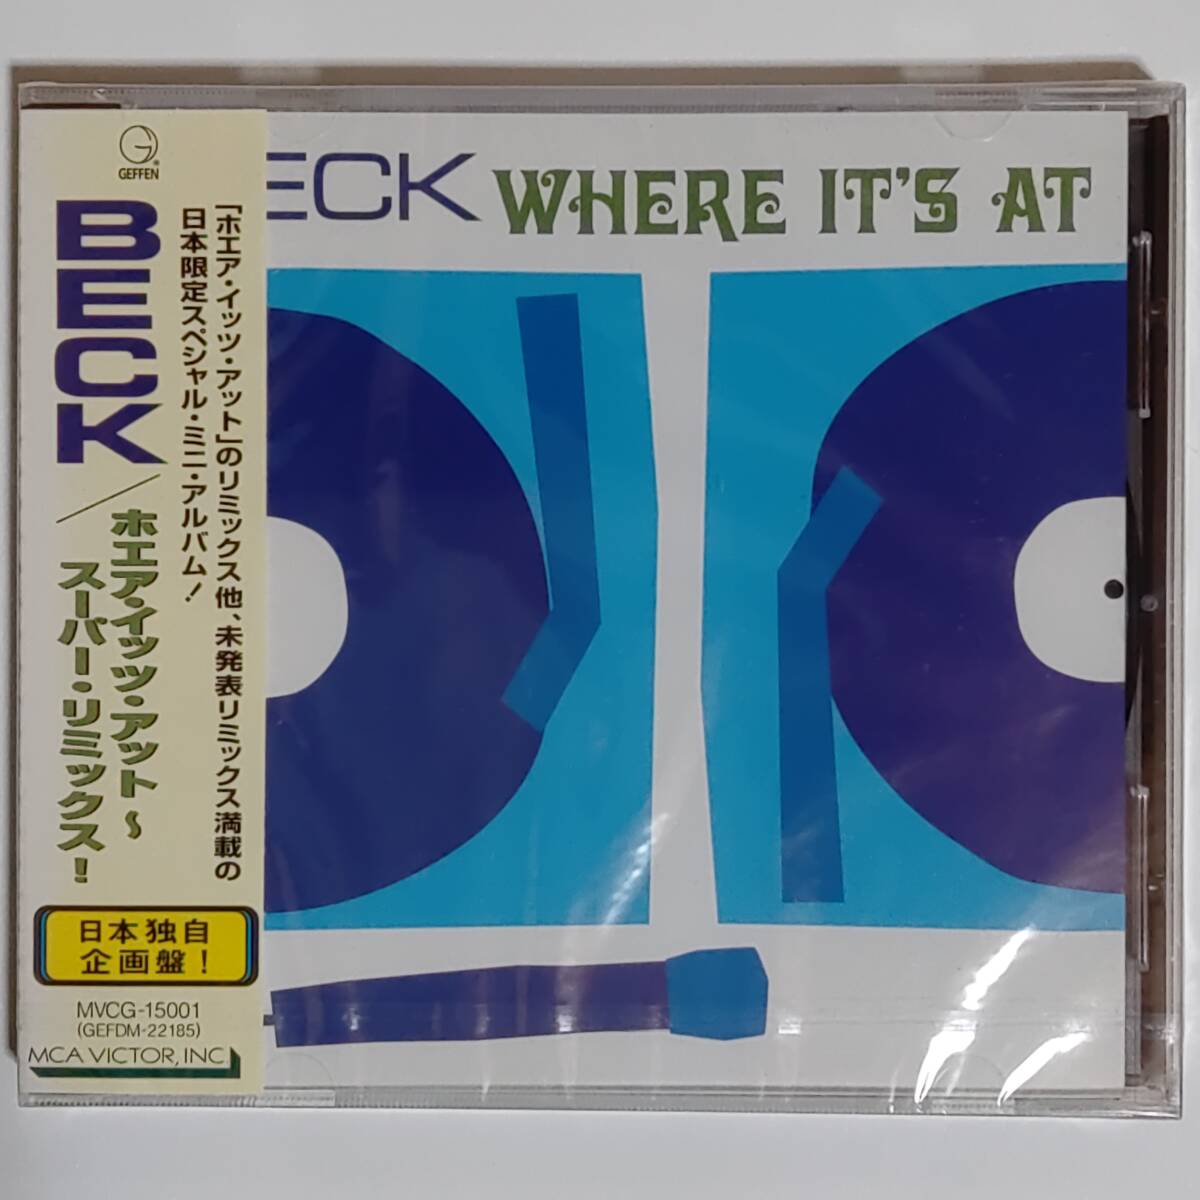 GEFFEN
BECK
ホエア・イッツ・アット〜
スーパー・リミックス!
「ホエア・イッツ・アット」のリミックス他、未発表リミックス満載の
日本限定スペシャル・ミニ・アルバム!
日本独自
企画盤!
MVCG-15001
(GEFDM-22185)
MCA VICTOR, INC.
ECK WHERE IT'S AT